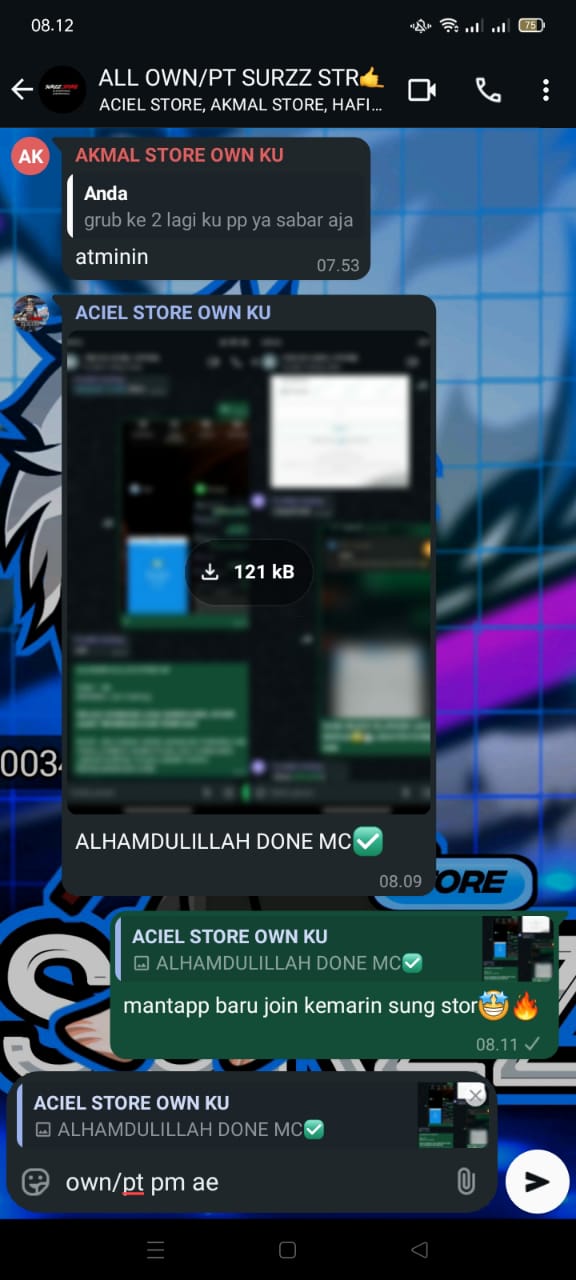 08.12
75
SURZZ STORE
ALL OWN/PT SURZZ STR🤙
ACIEL STORE, AKMAL STORE, HAFI...
AK
AKMAL STORE OWN KU
Anda
grub ke 2 lagi ku pp ya sabar aja
atminin
07.53
ACIEL STORE OWN KU
121 kB
0034
ALHAMDULILLAH DONE MC✅
08.09
ORE
ACIEL STORE OWN KU
ALHAMDULILLAH DONE MC✅
mantapp baru join kemarin sung stor🤩🔥
08.11
ACIEL STORE OWN KU
ALHAMDULILLAH DONE MC✅
own/pt pm ae